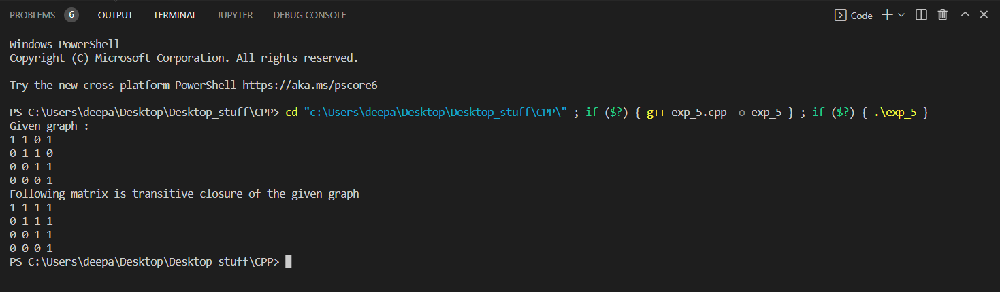 PROBLEMS 6 OUTPUT TERMINAL JUPYTER DEBUG CONSOLE Code
Windows PowerShell
Copyright (C) Microsoft Corporation. All rights reserved.
Try the new cross-platform PowerShell https://aka.ms/pscore6
PS C:\Users\deepa\Desktop\Desktop_stuff\CPP> cd "c:\Users\deepa\Desktop\Desktop_stuff\CPP\" ; if ($?) { g++ exp_5.cpp -o exp_5 } ; if ($?) { .\exp_5 }
Given graph :
1 1 0 1
0 1 1 0
0 0 1 1
0 0 0 1
Following matrix is transitive closure of the given graph
1 1 1 1
0 1 1 1
0 0 1 1
0 0 0 1
PS C:\Users\deepa\Desktop\Desktop_stuff\CPP>